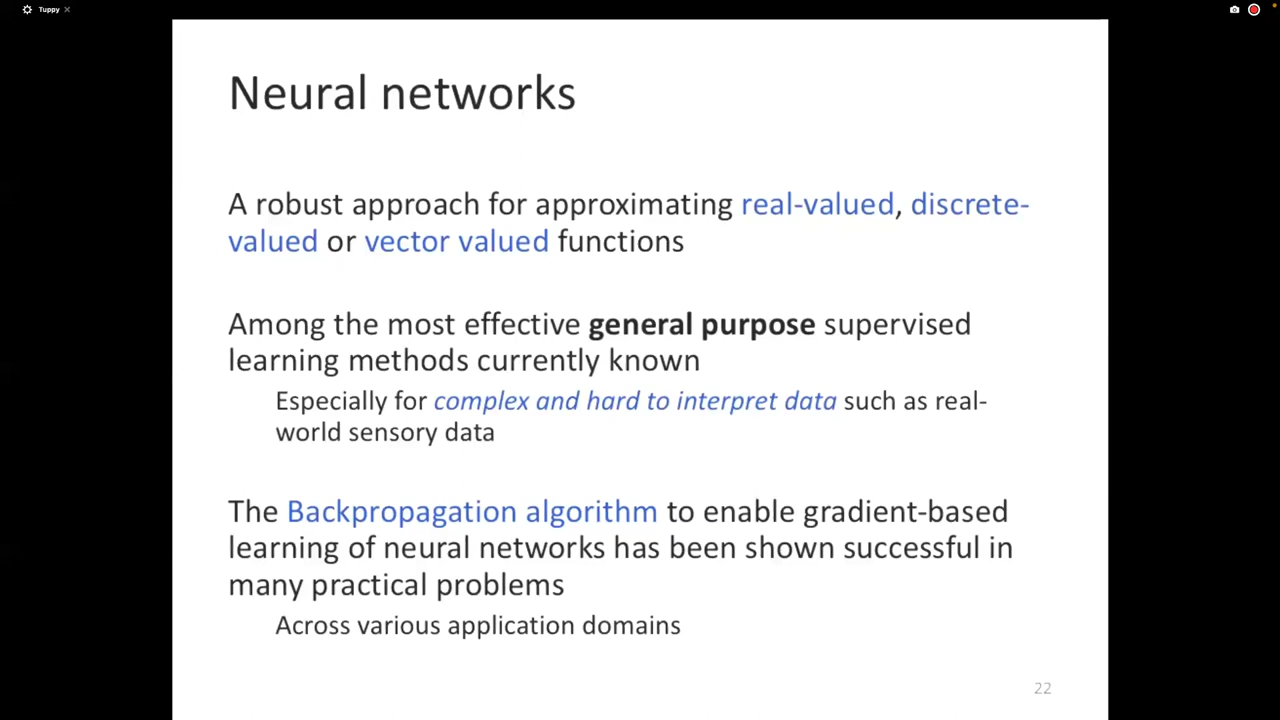 Tuppy
Neural networks
A robust approach for approximating real-valued, discrete-
valued or vector valued functions
Among the most effective general purpose supervised
learning methods currently known
Especially for complex and hard to interpret data such as real-
world sensory data
The Backpropagation algorithm to enable gradient-based
learning of neural networks has been shown successful in
many practical problems
Across various application domains
22